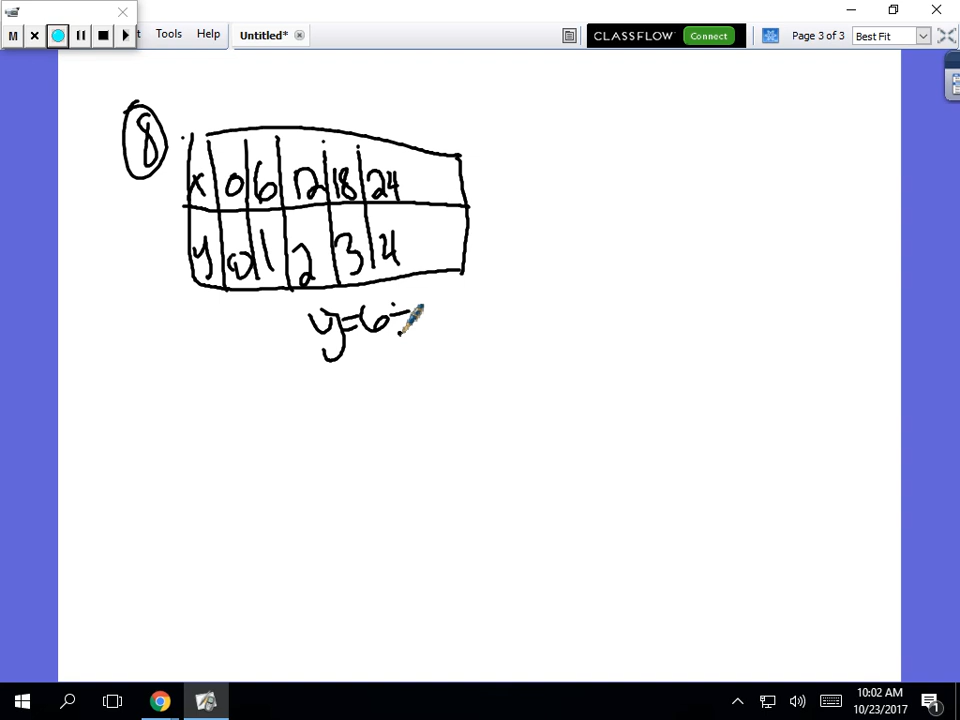 M
t Tools Help Untitled* CLASSFLOW Connect Page 3 of 3 Best Fit
8
x 0 6 12 18 24
y 0 1 2 3 4
y=6÷
10:02 AM
10/23/2017
1